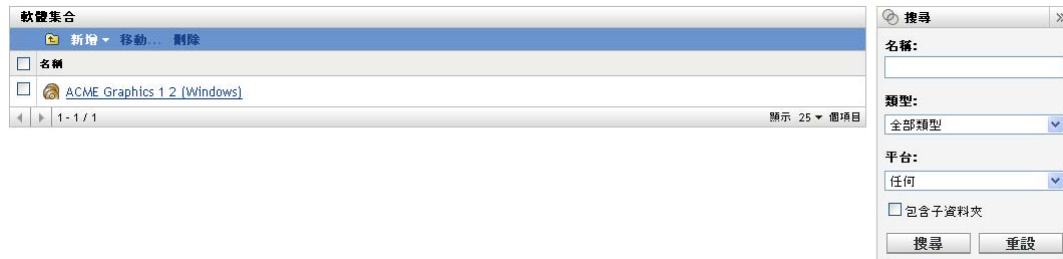 軟體集合
新增 移動... 刪除
名稱
ACME Graphics 1 2 (Windows)
1 - 1 / 1
顯示 25 個項目
搜尋
名稱:
類型:
全部類型
平台:
任何
包含子資料夾
搜尋 重設